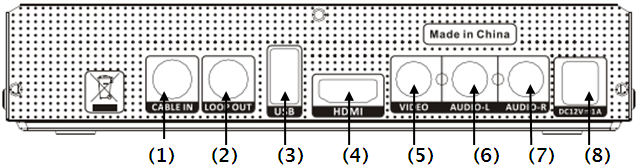 Made in China
CABLE IN
LOOP OUT
USB
HDMI
VIDEO
AUDIO-L
AUDIO-R
DC12V⎓1A
(1) (2) (3) (4) (5) (6) (7) (8)